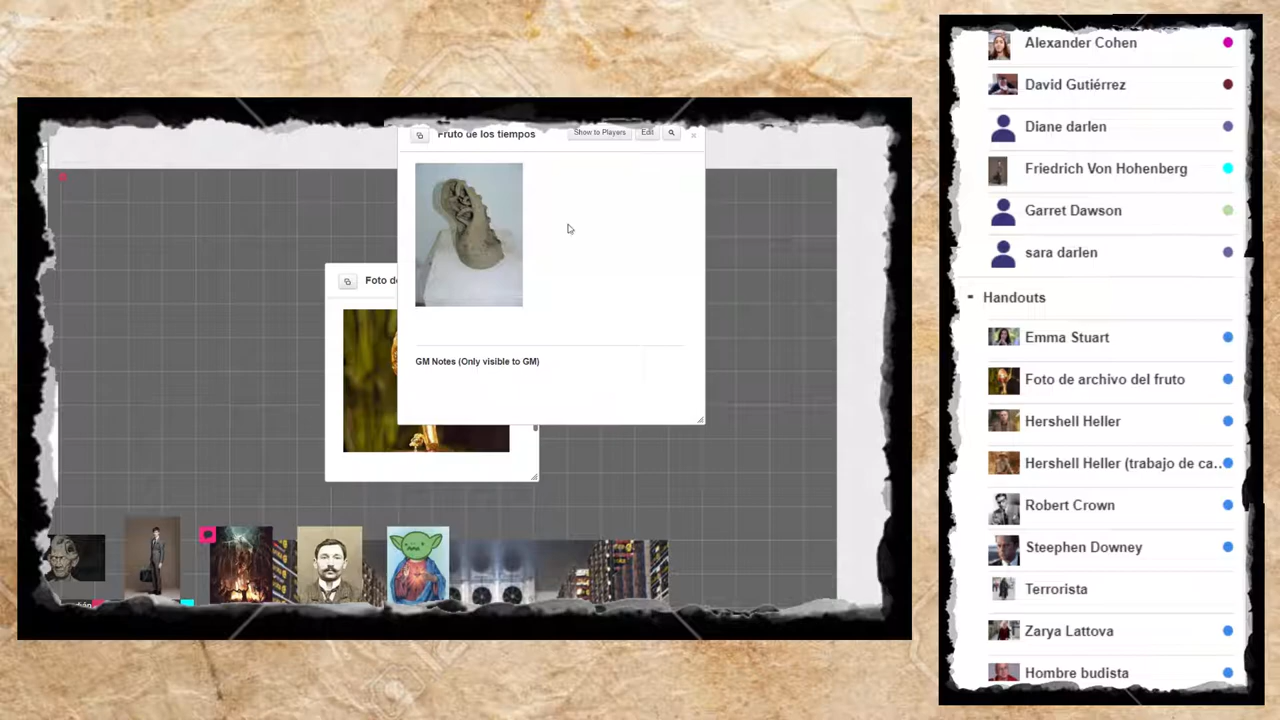 Fruto de los tiempos
Show to Players
Edit
Foto de
GM Notes (Only visible to GM)
Alexander Cohen
David Gutiérrez
Diane darlen
Friedrich Von Hohenberg
Garret Dawson
sara darlen
Handouts
Emma Stuart
Foto de archivo del fruto
Hershell Heller
Hershell Heller (trabajo de ca...
Robert Crown
Steephen Downey
Terrorista
Zarya Lattova
Hombre budista